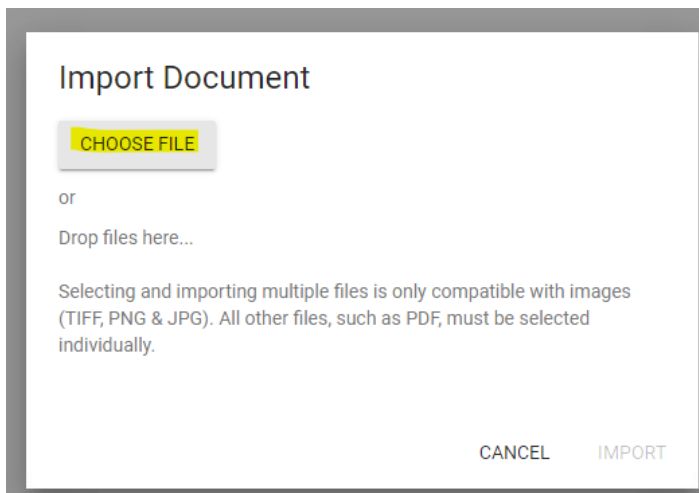 Import Document
CHOOSE FILE
or
Drop files here...
Selecting and importing multiple files is only compatible with images
(TIFF, PNG & JPG). All other files, such as PDF, must be selected
individually.
CANCEL IMPORT